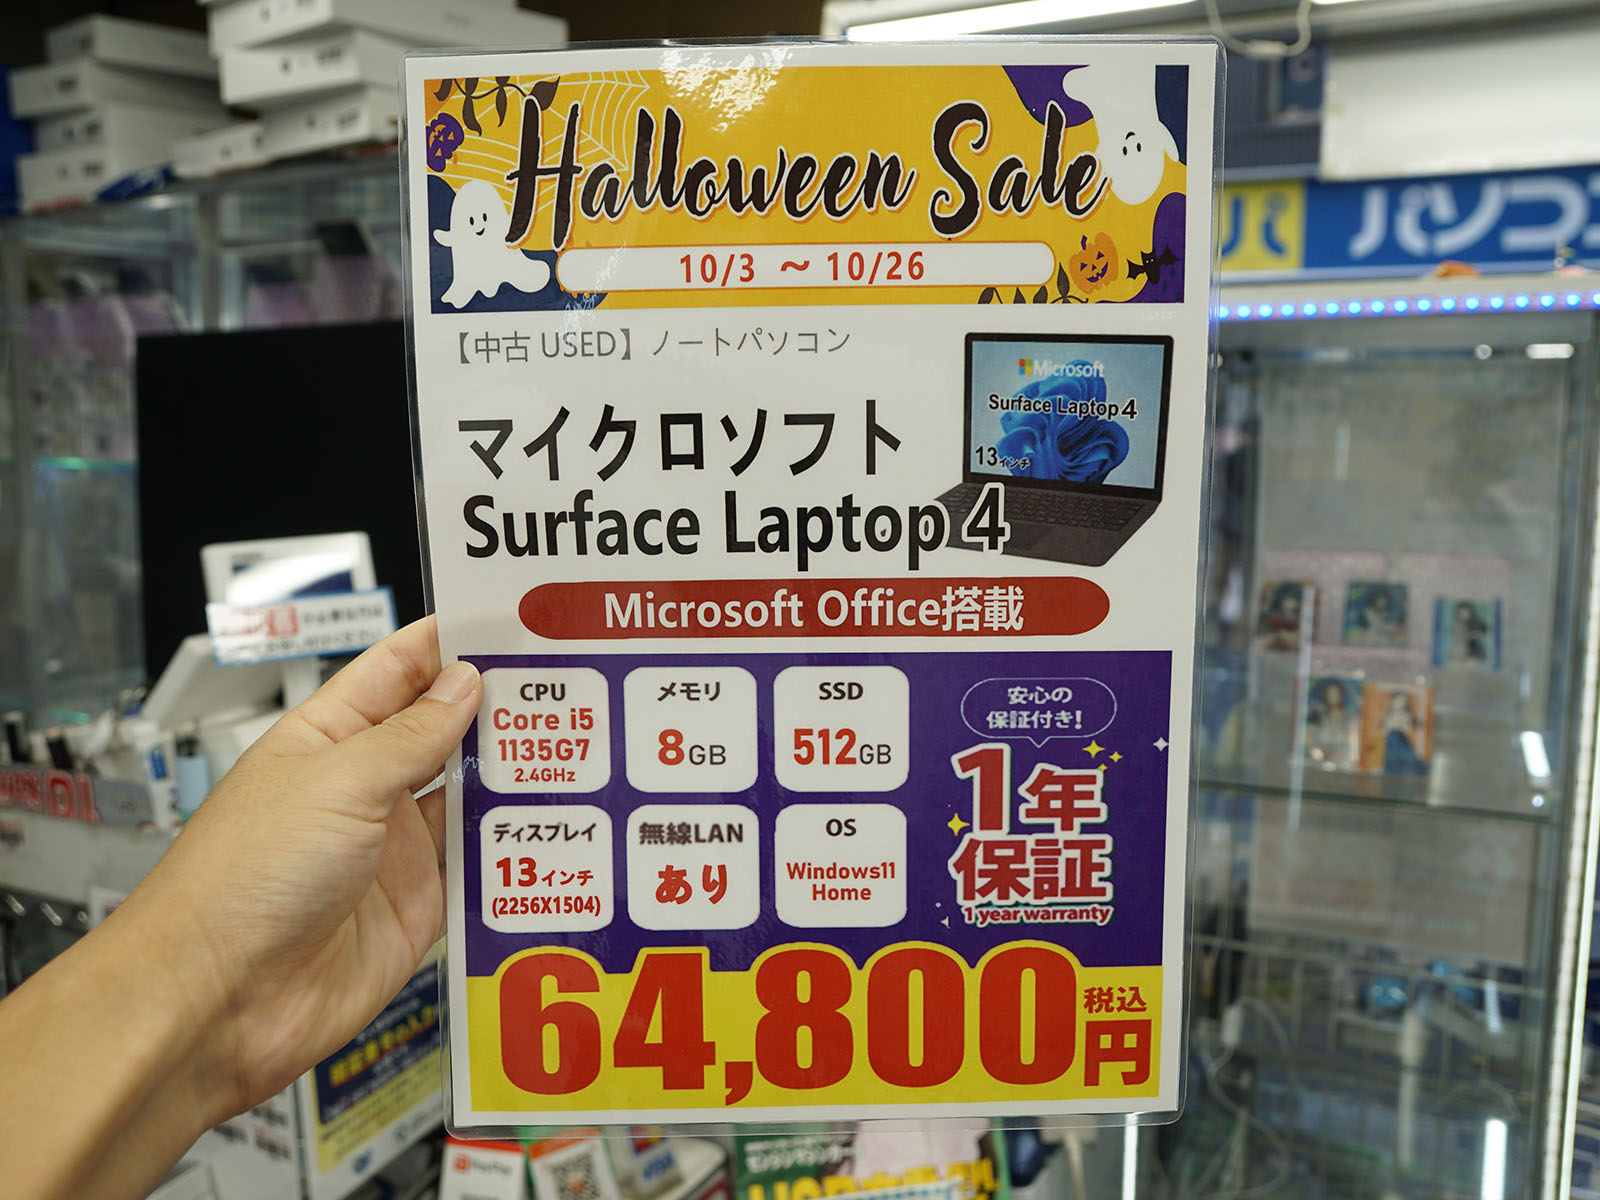 Halloween Sale
10/3 ～ 10/26
【中古 USED】ノートパソコン
Microsoft
Surface Laptop 4
13インチ
マイクロソフト
Surface Laptop 4
Microsoft Office搭載
CPU
Core i5
1135G7
2.4GHz
メモリ
8GB
SSD
512GB
安心の
保証付き!
1年
保証
1 year warranty
ディスプレイ
13インチ
(2256X1504)
無線LAN
あり
OS
Windows11
Home
64,800円
税込
パソコ